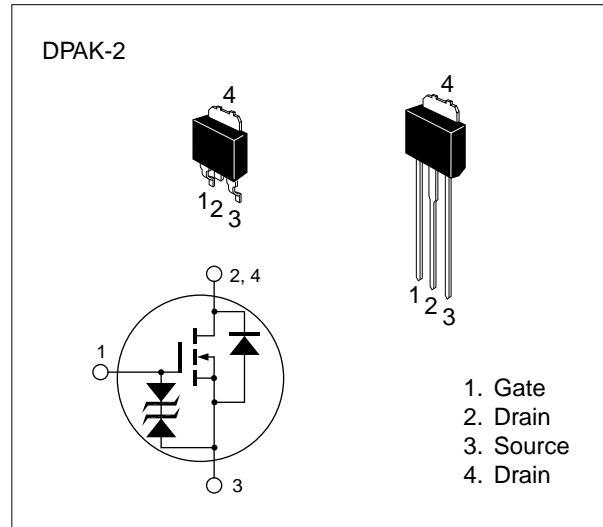 DPAK-2
4
4
1 2 3
1 2 3
2, 4
1
3
1. Gate
2. Drain
3. Source
4. Drain